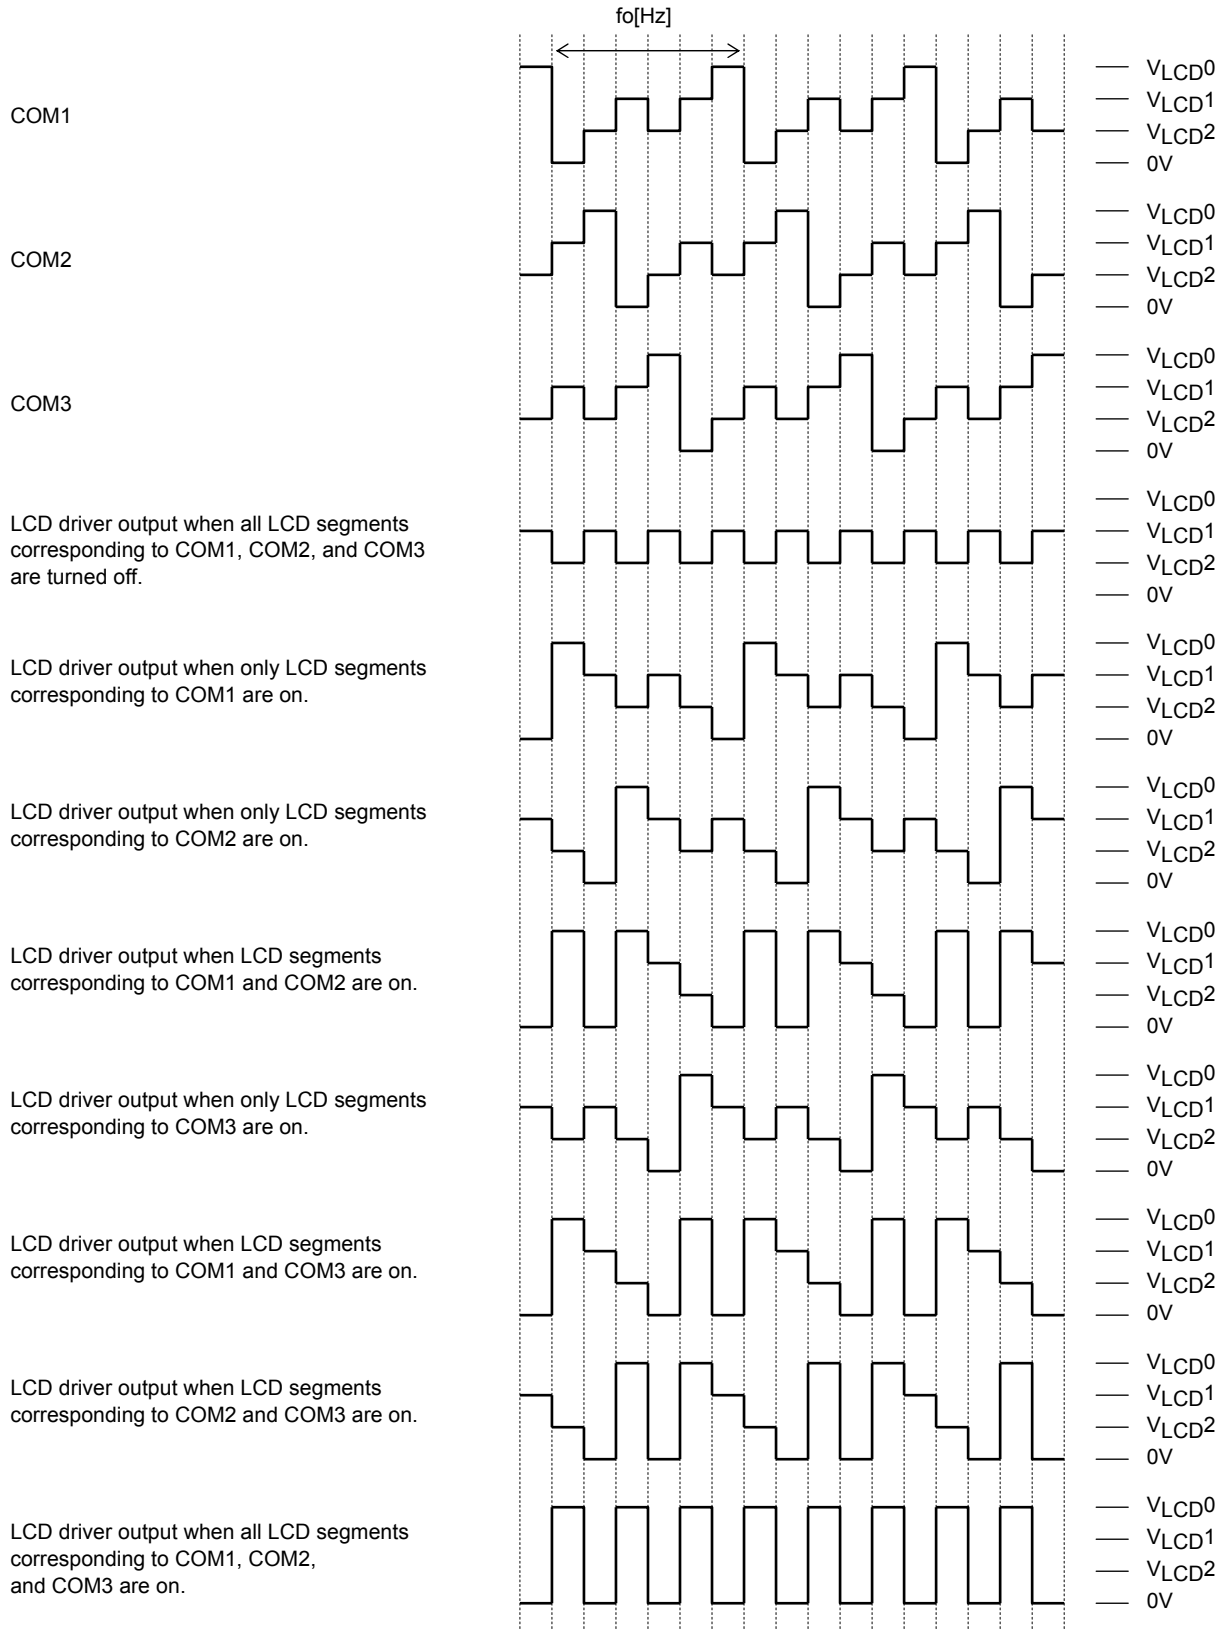 fo[Hz]
COM1
VLCD0
VLCD1
VLCD2
0V
COM2
VLCD0
VLCD1
VLCD2
0V
COM3
VLCD0
VLCD1
VLCD2
0V
LCD driver output when all LCD segments
corresponding to COM1, COM2, and COM3
are turned off.
VLCD0
VLCD1
VLCD2
0V
LCD driver output when only LCD segments
corresponding to COM1 are on.
VLCD0
VLCD1
VLCD2
0V
LCD driver output when only LCD segments
corresponding to COM2 are on.
VLCD0
VLCD1
VLCD2
0V
LCD driver output when LCD segments
corresponding to COM1 and COM2 are on.
VLCD0
VLCD1
VLCD2
0V
LCD driver output when only LCD segments
corresponding to COM3 are on.
VLCD0
VLCD1
VLCD2
0V
LCD driver output when LCD segments
corresponding to COM1 and COM3 are on.
VLCD0
VLCD1
VLCD2
0V
LCD driver output when LCD segments
corresponding to COM2 and COM3 are on.
VLCD0
VLCD1
VLCD2
0V
LCD driver output when all LCD segments
corresponding to COM1, COM2,
and COM3 are on.
VLCD0
VLCD1
VLCD2
0V